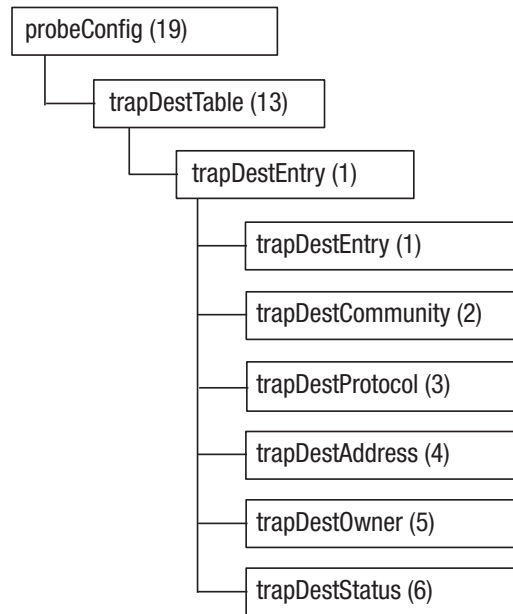 probeConfig (19)
trapDestTable (13)
trapDestEntry (1)
trapDestEntry (1)
trapDestCommunity (2)
trapDestProtocol (3)
trapDestAddress (4)
trapDestOwner (5)
trapDestStatus (6)